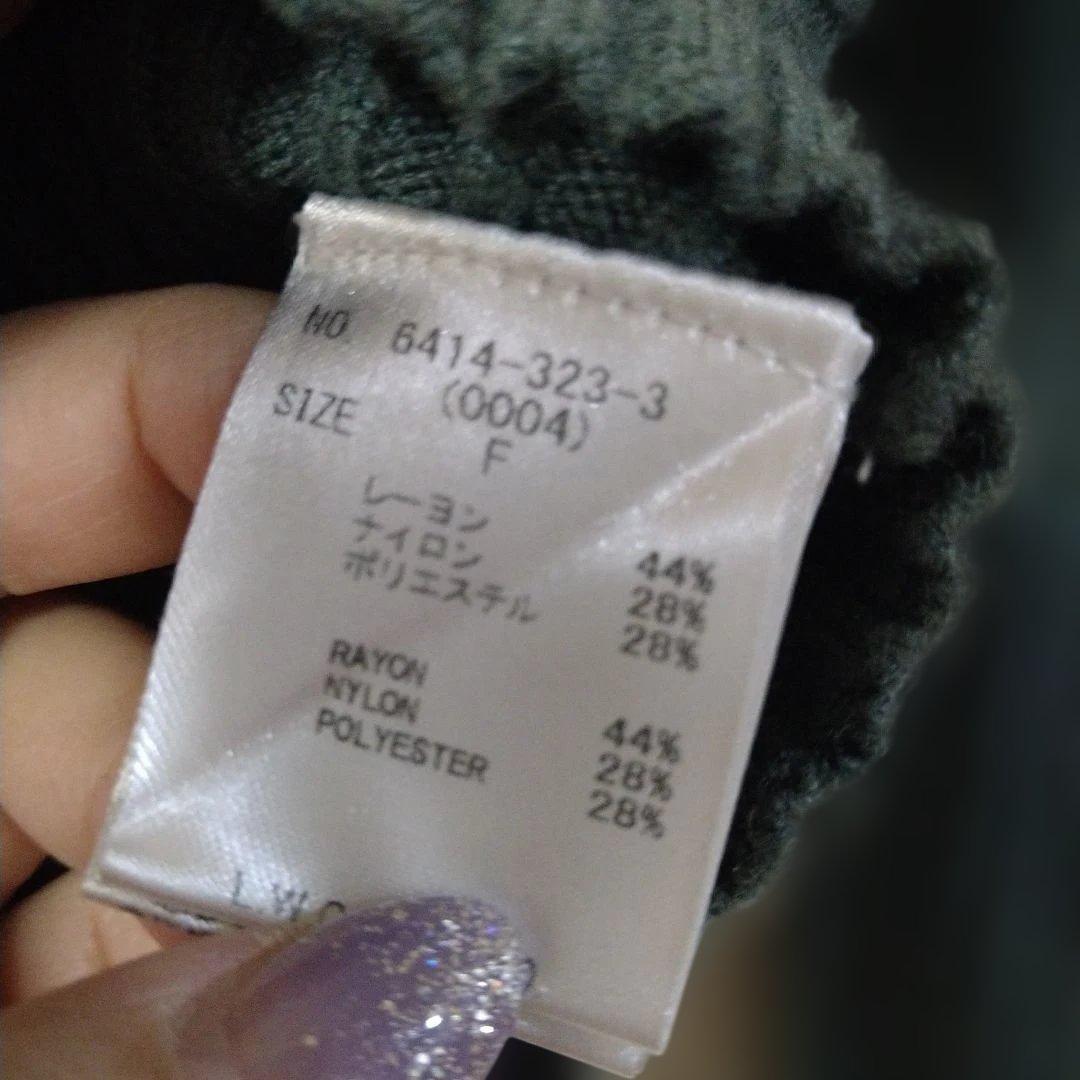 NO 6414-323-3
(0004)
SIZE F
レーヨン 44%
ナイロン 28%
ポリエステル 28%
RAYON 44%
NYLON 28%
POLYESTER 28%